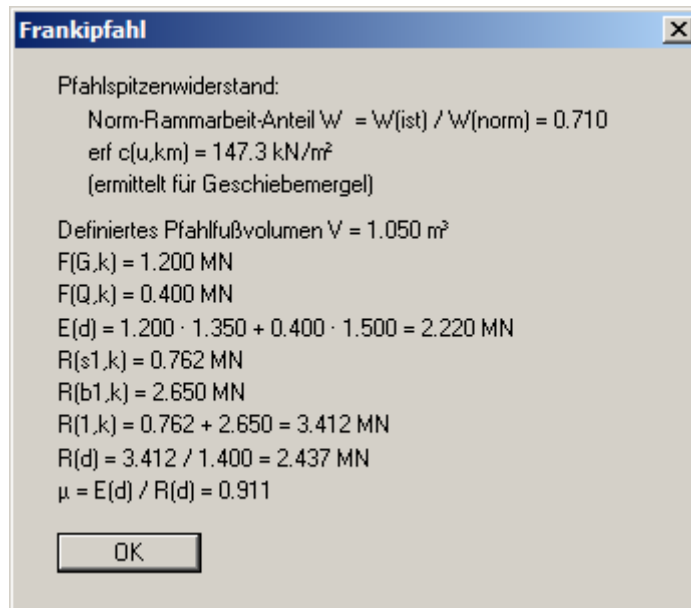 Frankipfahl
Pfahlspitzenwiderstand:
Norm-Rammarbeit-Anteil W = W(ist) / W(norm) = 0.710
erf c(u,km) = 147.3 kN/m²
(ermittelt für Geschiebemergel)
Definiertes Pfahlfußvolumen V = 1.050 m³
F(G,k) = 1.200 MN
F(Q,k) = 0.400 MN
E(d) = 1.200 · 1.350 + 0.400 · 1.500 = 2.220 MN
R(s1,k) = 0.762 MN
R(b1,k) = 2.650 MN
R(1,k) = 0.762 + 2.650 = 3.412 MN
R(d) = 3.412 / 1.400 = 2.437 MN
µ = E(d) / R(d) = 0.911
OK